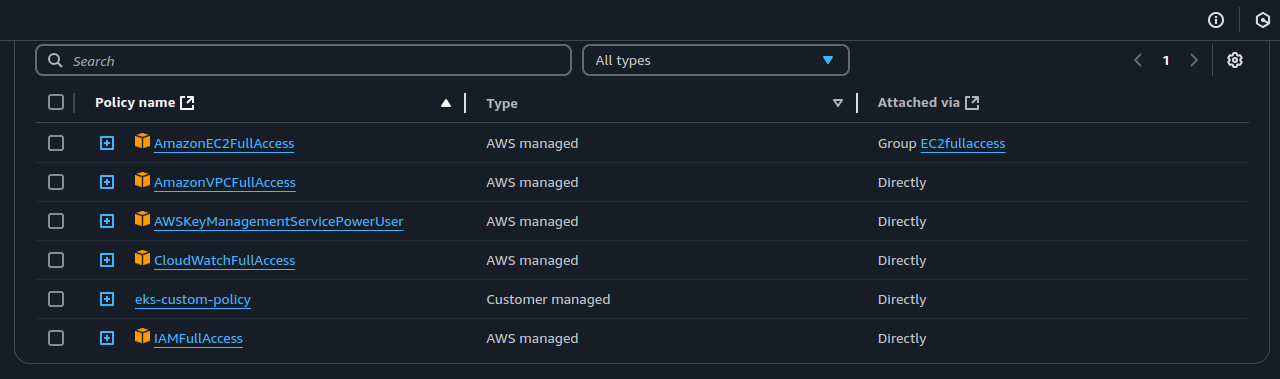 Search All types 1
Policy name Type Attached via
AmazonEC2FullAccess AWS managed Group EC2fullaccess
AmazonVPCFullAccess AWS managed Directly
AWSKeyManagementServicePowerUser AWS managed Directly
CloudWatchFullAccess AWS managed Directly
eks-custom-policy Customer managed Directly
IAMFullAccess AWS managed Directly